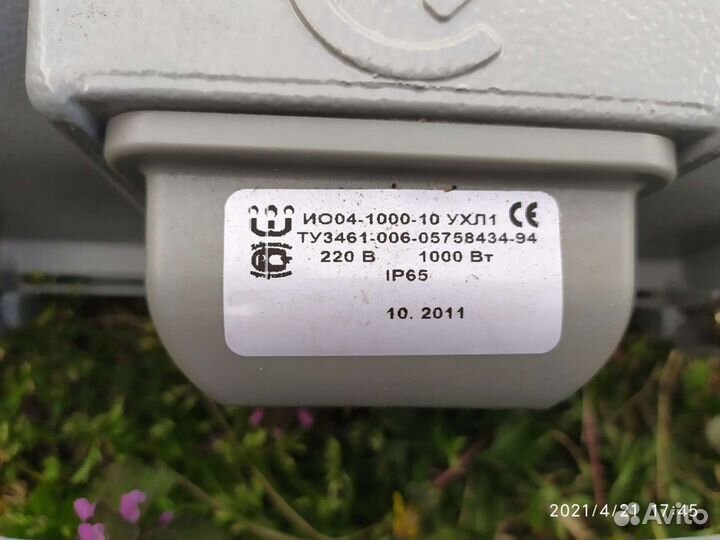 ИО04-1000-10 УХЛ1 CE
ТУ3461-006-05758434-94
220 В 1000 Вт
IP65
10. 2011
2021/4/21 17:45
Avito